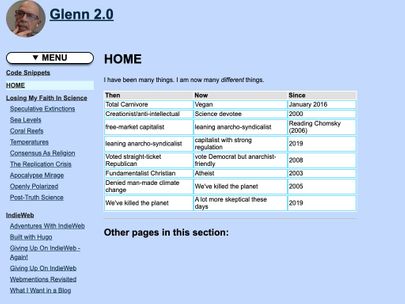 Glenn 2.0
▼ MENU
Code Snippets
HOME
Losing My Faith In Science
Speculative Extinctions
Sea Levels
Coral Reefs
Temperatures
Consensus As Religion
The Replication Crisis
Apocalypse Mirage
Openly Polarized
Post-Truth Science
IndieWeb
Adventures With IndieWeb
Built with Hugo
Giving Up On IndieWeb -
Again!
Giving Up On IndieWeb
Webmentions Revisited
What I Want in a Blog
HOME
I have been many things. I am now many different things.
Then Now Since
Total Carnivore Vegan January 2016
Creationist/anti-intellectual Science devotee 2000
free-market capitalist leaning anarcho-syndicalist Reading Chomsky
(2006)
leaning anarcho-syndicalist capitalist with strong
regulation 2019
Voted straight-ticket
Republican vote Democrat but anarchist-
friendly 2008
Fundamentalist Christian Atheist 2003
Denied man-made climate
change We've killed the planet 2005
We've killed the planet A lot more skeptical these
days 2019
Other pages in this section: